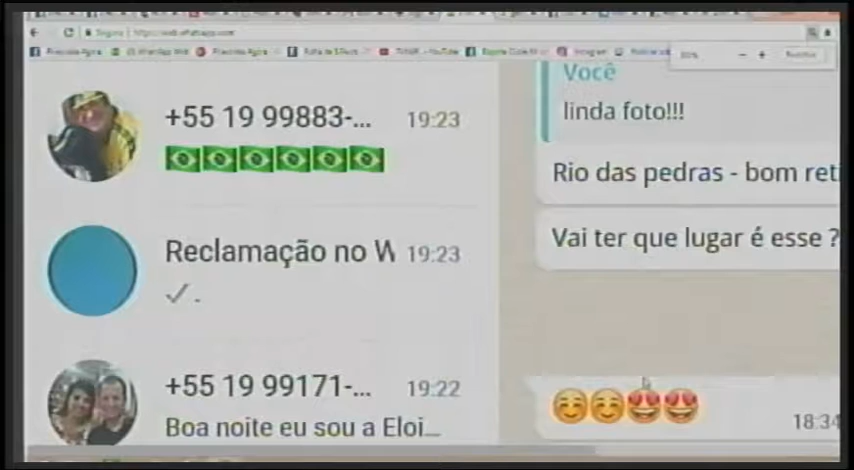 +55 19 99883-... 19:23
Reclamação no W 19:23
.
+55 19 99171-... 19:22
Boa noite eu sou a Eloi...
Você
linda foto!!!
Rio das pedras - bom reti
Vai ter que lugar é esse ?
18:34